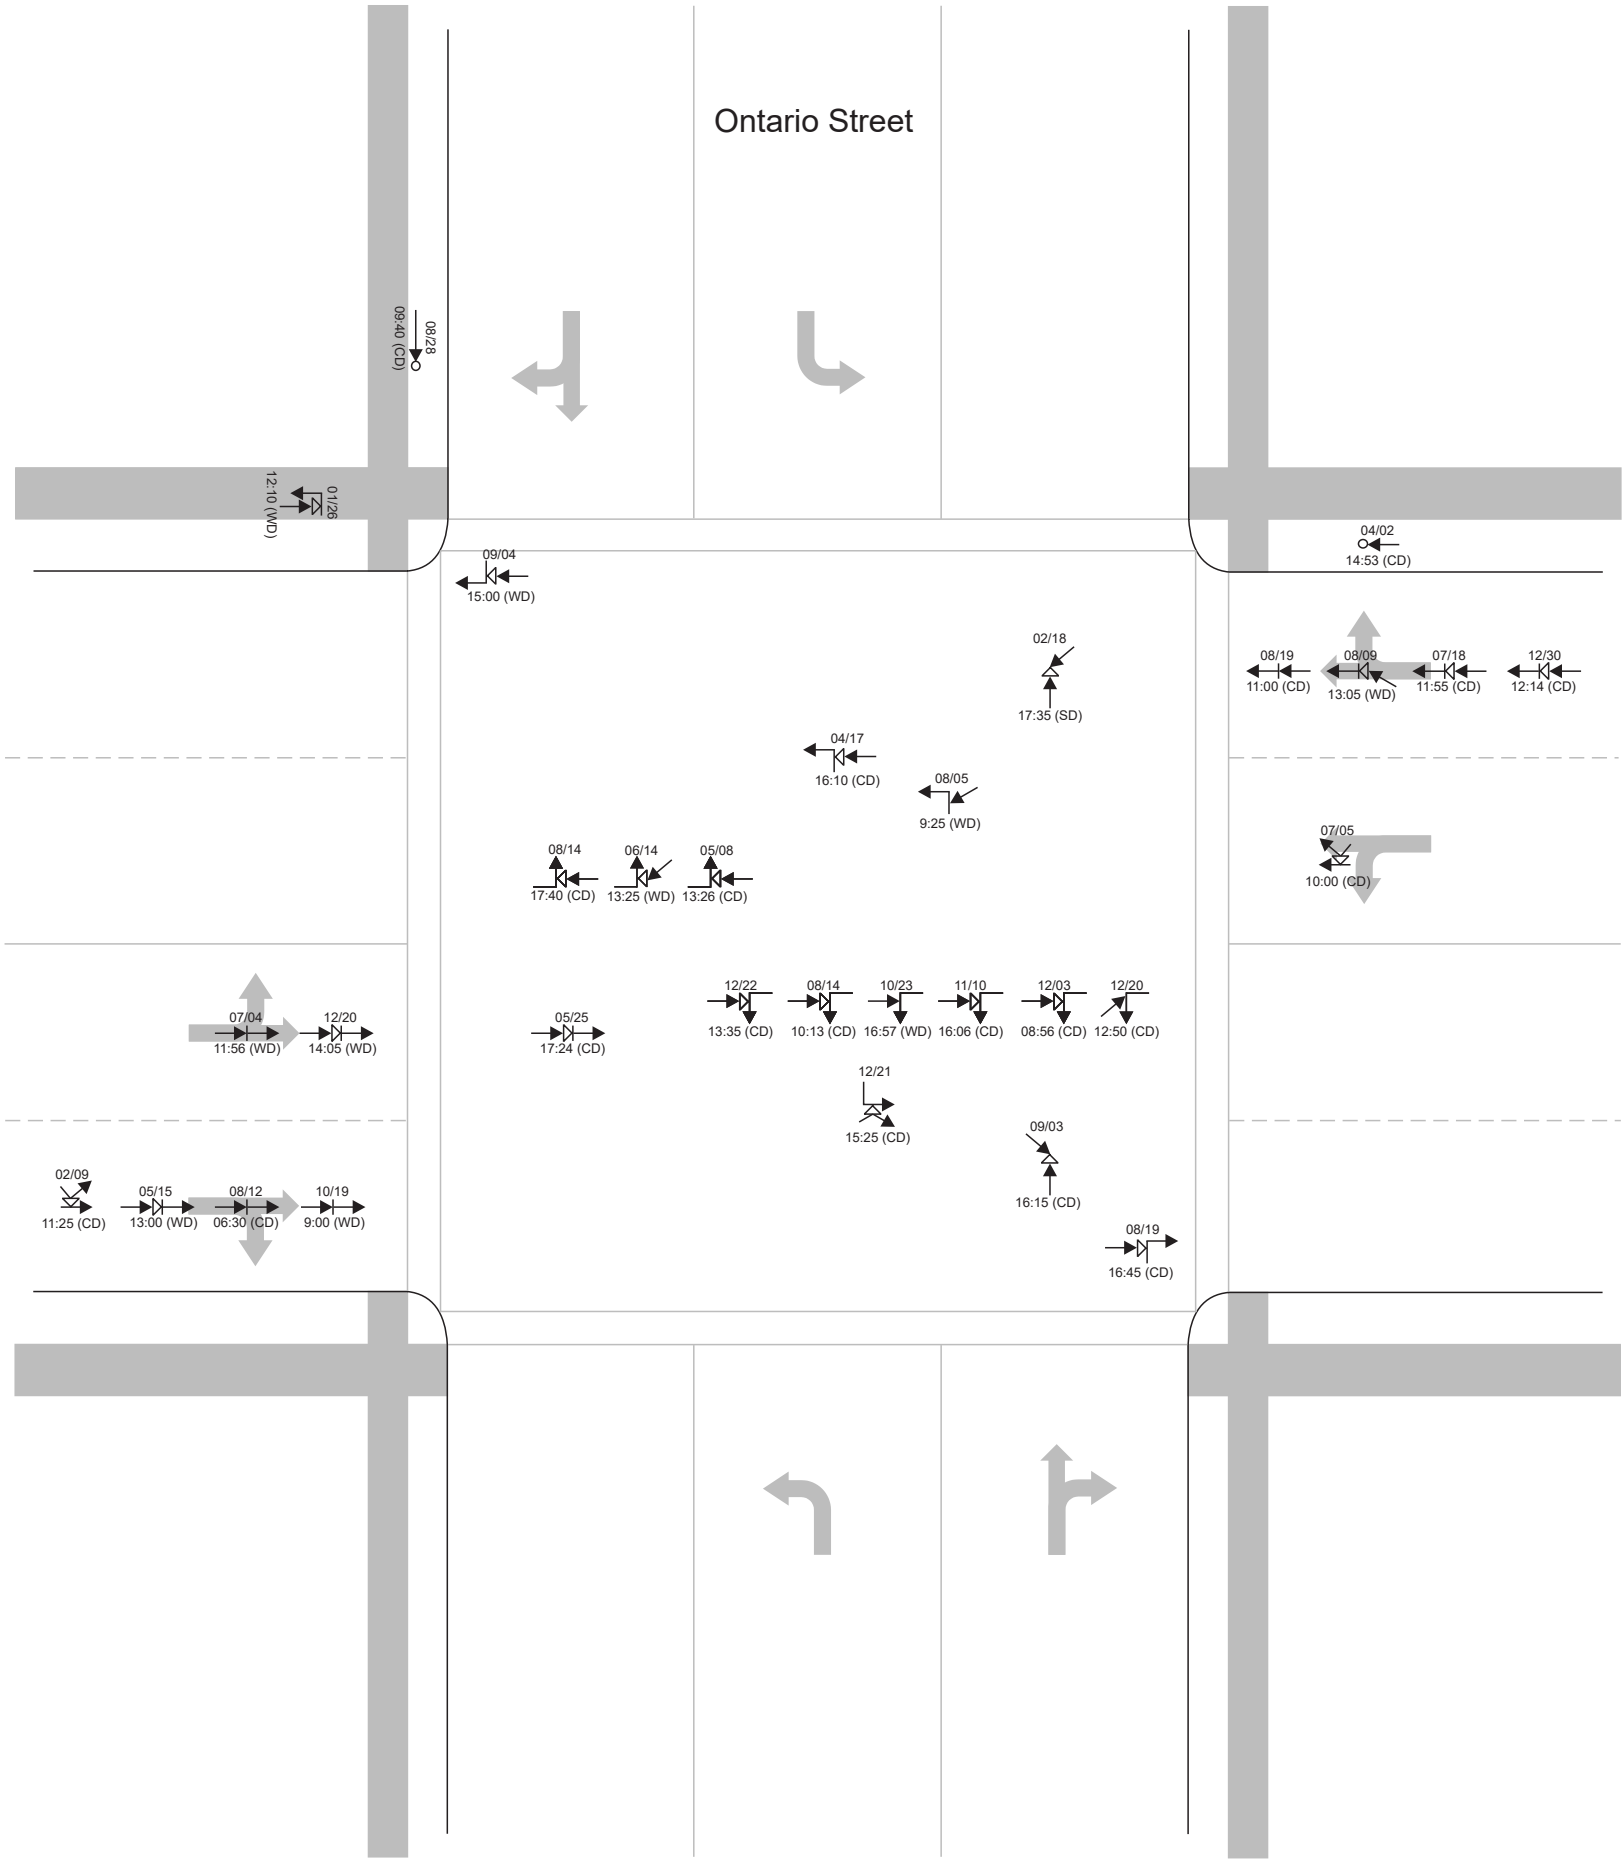 Ontario Street
08/28
09:40 (CD)
01/26
12:10 (WD)
04/02
14:53 (CD)
09/04
15:00 (WD)
02/18
17:35 (SD)
08/19
11:00 (CD)
08/09
13:05 (WD)
07/18
11:55 (CD)
12/30
12:14 (CD)
04/17
16:10 (CD)
08/05
9:25 (WD)
07/05
10:00 (CD)
08/14
17:40 (CD)
06/14
13:25 (WD)
05/08
13:26 (CD)
12/22
13:35 (CD)
08/14
10:13 (CD)
10/23
16:57 (WD)
11/10
16:06 (CD)
12/03
08:56 (CD)
12/20
12:50 (CD)
07/04
11:56 (WD)
12/20
14:05 (WD)
05/25
17:24 (CD)
12/21
15:25 (CD)
09/03
16:15 (CD)
02/09
11:25 (CD)
05/15
13:00 (WD)
08/12
06:30 (CD)
10/19
9:00 (WD)
08/19
16:45 (CD)